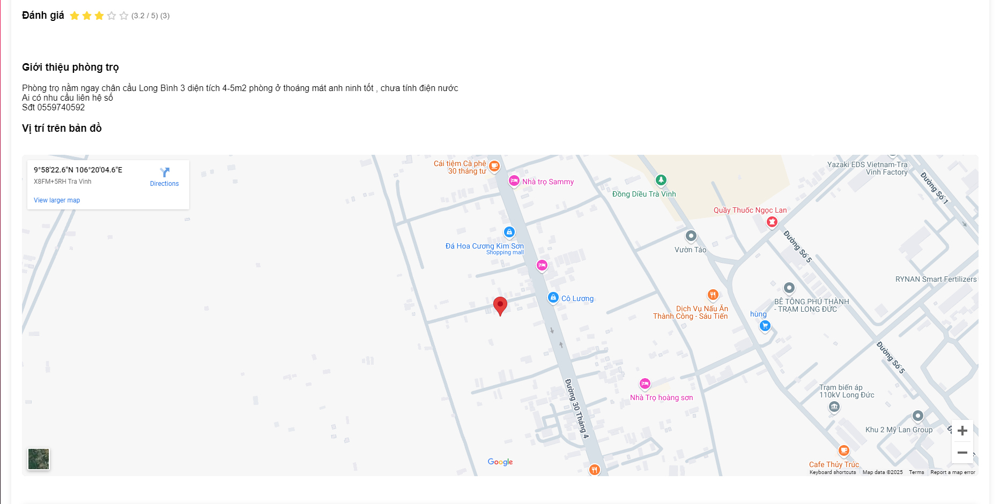 Đánh giá (3.2 / 5) (3)
Giới thiệu phòng trọ
Phòng trọ nằm ngay chân cầu Long Bình 3 diện tích 4-5m2 phòng ở thoáng mát anh ninh tốt , chưa tính điện nước
Ai có nhu cầu liên hệ số
Sđt 0559740592
Vị trí trên bản đồ
9°58'22.6"N 106°20'04.6"E
X8FM+5RH Tra Vinh
Directions
View larger map
Cái tiệm Cà phê
30 tháng tư
Nhà trọ Sammy
Đồng Diều Trà Vinh
Yazaki EDS Vietnam-Tra
Vinh Factory
Đường Số 1
Quầy Thuốc Ngọc Lan
Đá Hoa Cương Kim Sơn
Shopping mall
Vườn Táo
Đường Số 5
RYNAN Smart Fertilizers
Cô Lương
BÊ TÔNG PHÚ THÀNH
- TRẠM LONG ĐỨC
Dịch Vụ Nấu Ăn
Thành Công - Sáu Tiến
hùng
Đường Số 5
Đường 30 Tháng 4
Nhà Trọ hoàng sơn
Trạm biến áp
110kV Long Đức
Khu 2 Mỹ Lan Group
Cafe Thủy Trúc
Google
Keyboard shortcuts
Map data ©2025
Terms
Report a map error